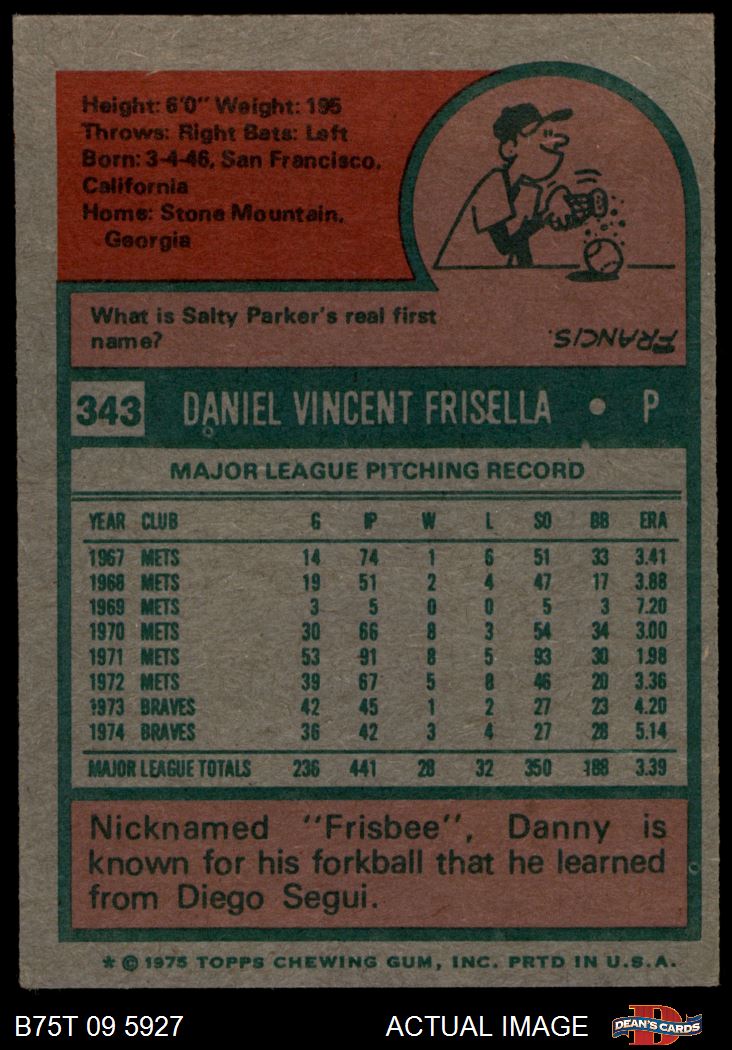 Height: 6'0" Weight: 195
Throws: Right Bats: Left
Born: 3-4-46, San Francisco,
California
Home: Stone Mountain,
Georgia
What is Salty Parker's real first
name?
FRANCIS.
343 DANIEL VINCENT FRISELLA • P
MAJOR LEAGUE PITCHING RECORD
YEAR CLUB G IP W L SO BB ERA
1967 METS 14 74 1 6 51 33 3.41
1968 METS 19 51 2 4 47 17 3.88
1969 METS 3 5 0 0 5 3 7.20
1970 METS 30 66 8 3 54 34 3.00
1971 METS 53 91 8 5 93 30 1.98
1972 METS 39 67 5 8 46 20 3.36
1973 BRAVES 42 45 1 2 27 23 4.20
1974 BRAVES 36 42 3 4 27 28 5.14
MAJOR LEAGUE TOTALS 236 441 28 32 350 188 3.39
Nicknamed "Frisbee", Danny is
known for his forkball that he learned
from Diego Segui.
* © 1975 TOPPS CHEWING GUM, INC. PRTD IN U.S.A.
B75T 09 5927 ACTUAL IMAGE D DEAN'S CARDS